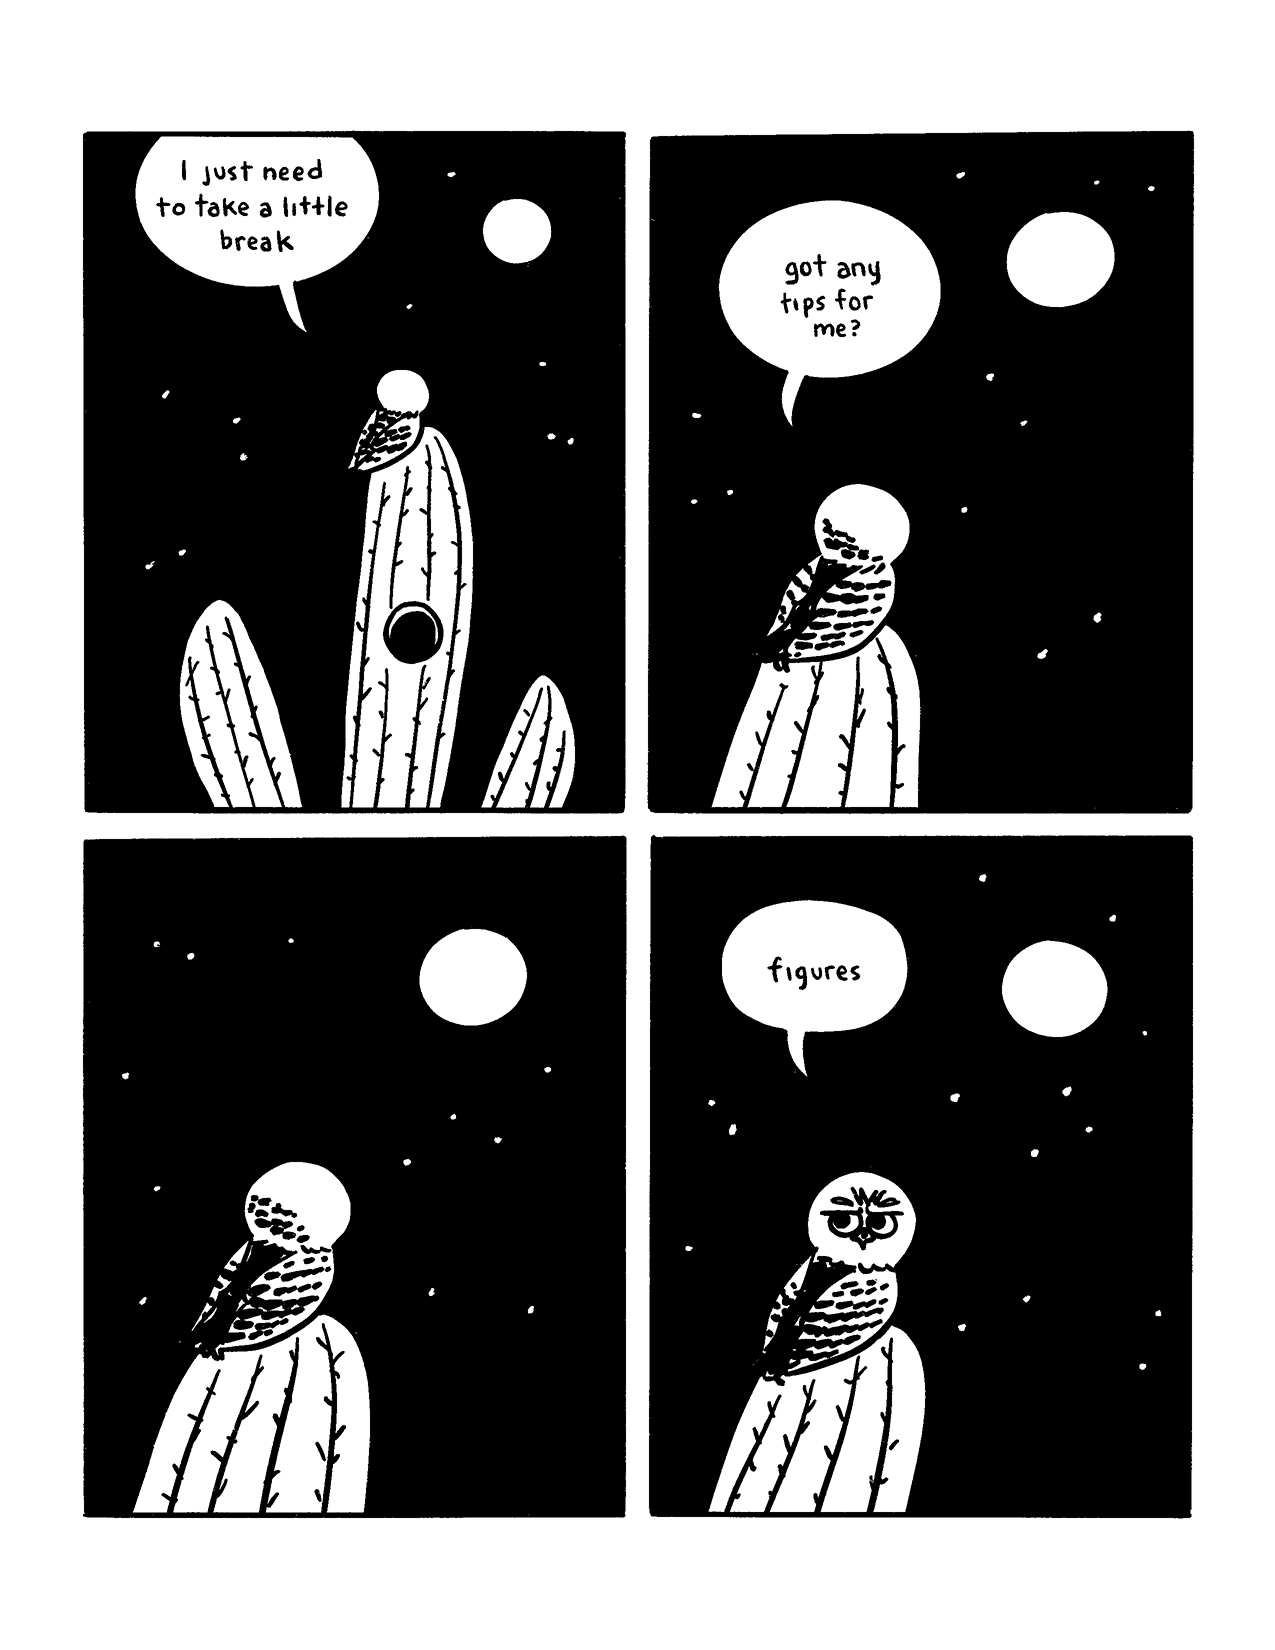 I just need
to take a little
break
got any
tips for
me?
figures